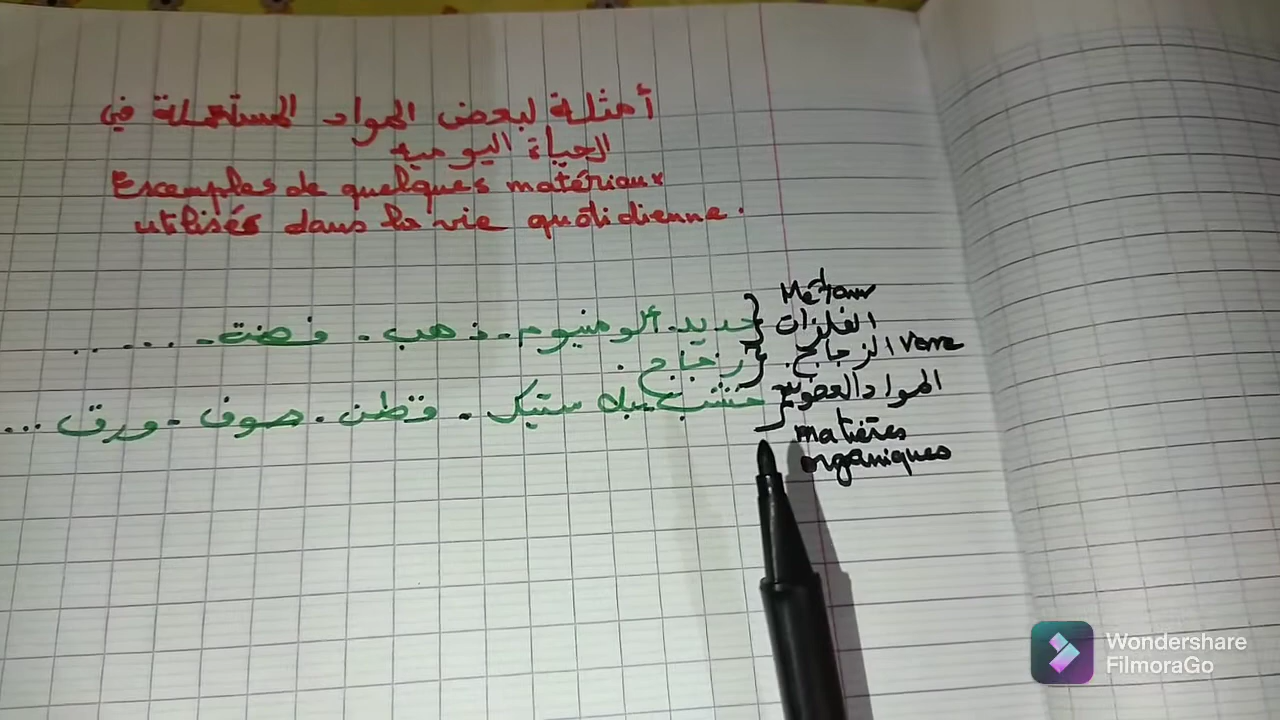 أمثلة لبعض المواد المستعملة في
الحياة اليومية
Exemples de quelques matériaux
utilisés dans la vie quotidienne.
Métaux
الفلزات } حديد - ألومنيوم - ذهب - فضة - .....
الزجاج verre } زجاج .
المواد العضوية } خشب - بلاستيك - قطن - صوف - ورق ...
matières
organiques
Wondershare
FilmoraGo